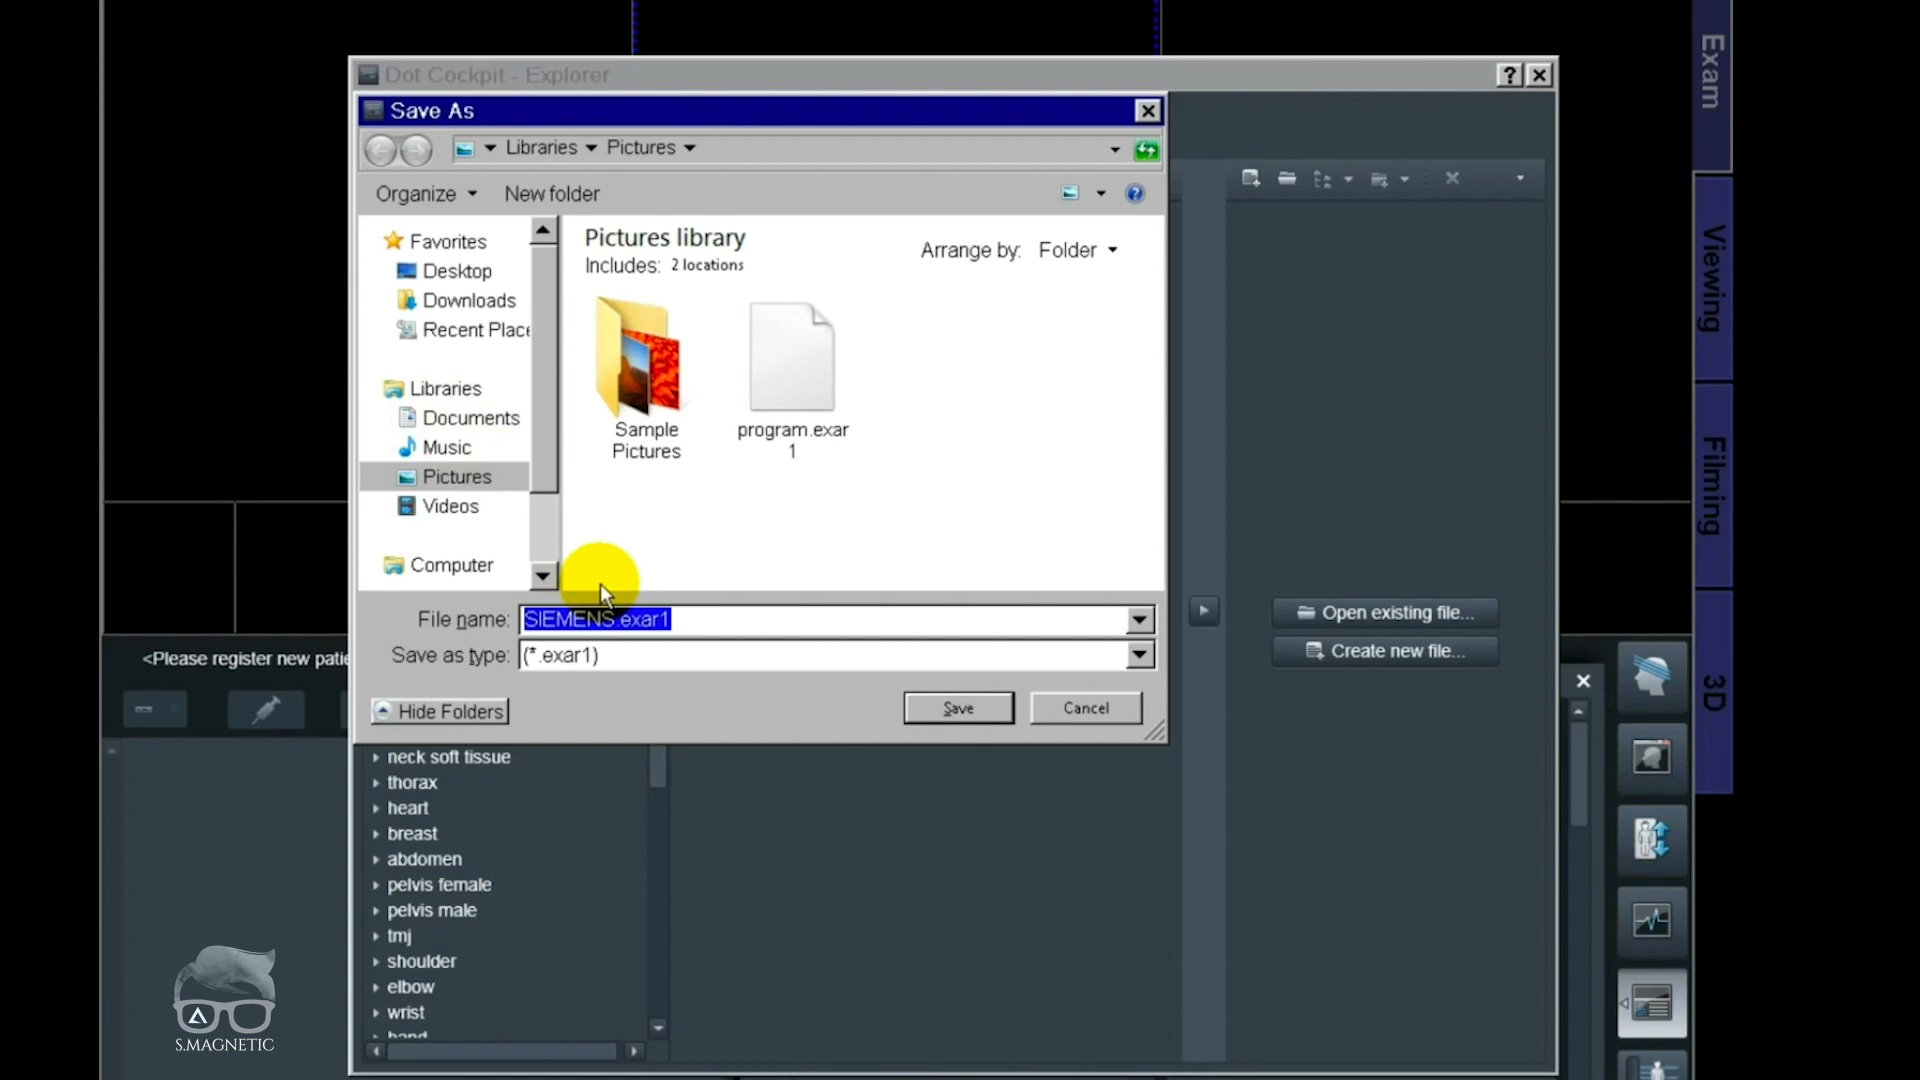 Dot Cockpit - Explorer
Save As
Libraries
Pictures
Organize
New folder
Favorites
Desktop
Downloads
Recent Place
Libraries
Documents
Music
Pictures
Videos
Computer
Pictures library
Includes: 2 locations
Arrange by: Folder
Sample
Pictures
program.exar
1
File name: SIEMENS.exar1
Save as type: (*.exar1)
Hide Folders
Save
Cancel
Open existing file...
Create new file...
<Please register new patie
neck soft tissue
thorax
heart
breast
abdomen
pelvis female
pelvis male
tmj
shoulder
elbow
wrist
hand
Exam
Viewing
Filming
3D
S.MAGNETIC